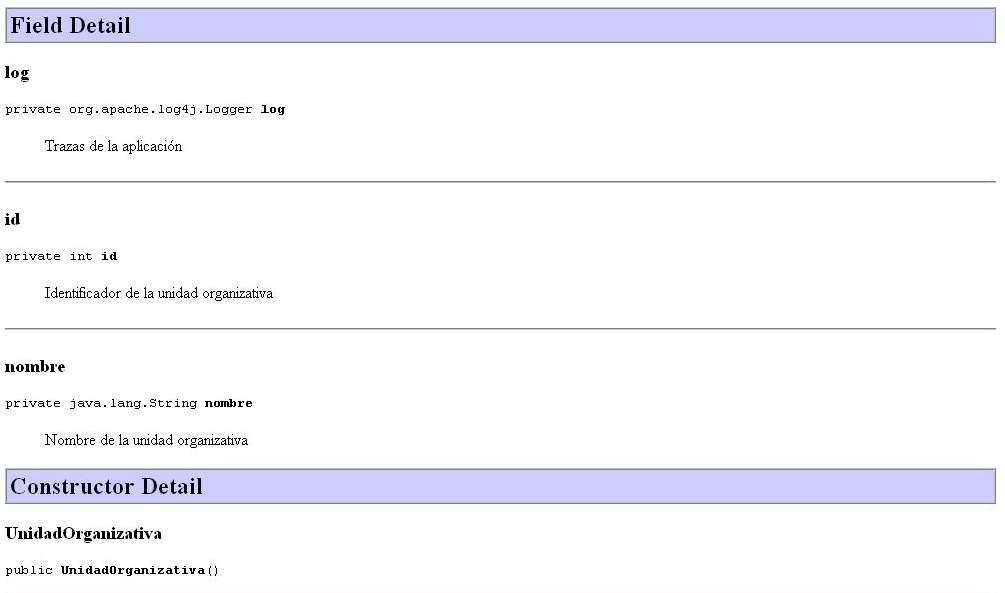 Field Detail
log
private org.apache.log4j.Logger log
Trazas de la aplicación
id
private int id
Identificador de la unidad organizativa
nombre
private java.lang.String nombre
Nombre de la unidad organizativa
Constructor Detail
UnidadOrganizativa
public UnidadOrganizativa()